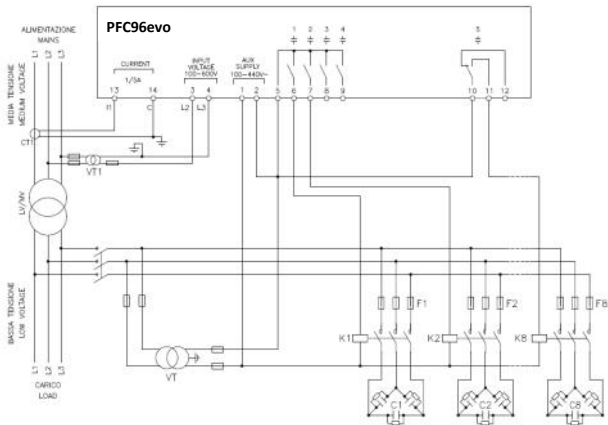 ALIMENTAZIONE
MAINS
L1 L2 L3
PFC96evo
CURRENT
1/5A
INPUT
VOLTAGE
100-600V
AUX
SUPPLY
100-440V~
1 2 3 4
5
13 14 3 4 1 2 5 6 7 8 9 10 11 12
I1 C L2 L3
MEDIA TENSIONE
MEDIUM VOLTAGE
CT1
VT1
LV/MV
BASSA TENSIONE
LOW VOLTAGE
F1 F2 F8
K1 K2 K8
VT
L1 L2 L3
CARICO
LOAD
C1 C2 C8